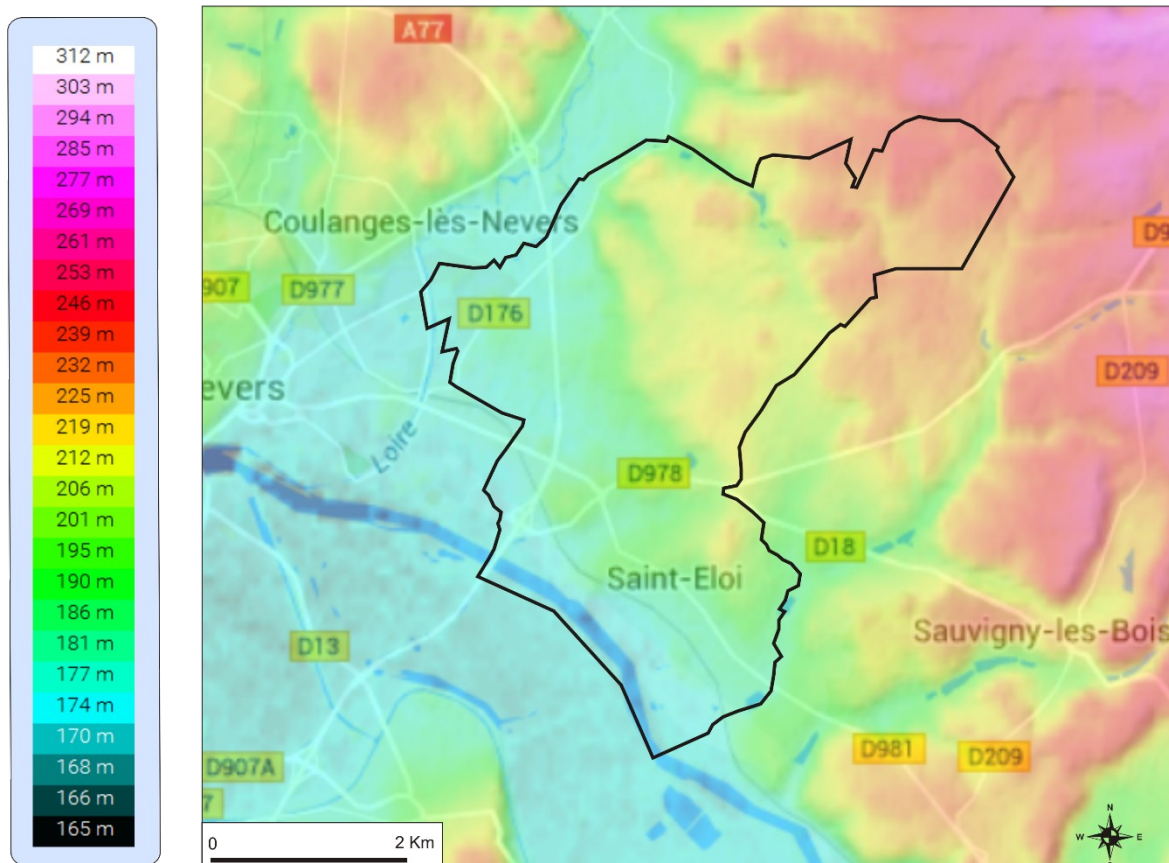 312 m
303 m
294 m
285 m
277 m
269 m
261 m
253 m
246 m
239 m
232 m
225 m
219 m
212 m
206 m
201 m
195 m
190 m
186 m
181 m
177 m
174 m
170 m
168 m
166 m
165 m
A77
Coulanges-lès-Nevers
D9
907
D977
D176
D209
evers
Loire
D978
D18
Saint-Eloi
Sauvigny-les-Bois
D13
D981
D209
D907A
7
0 2 Km
N
W E